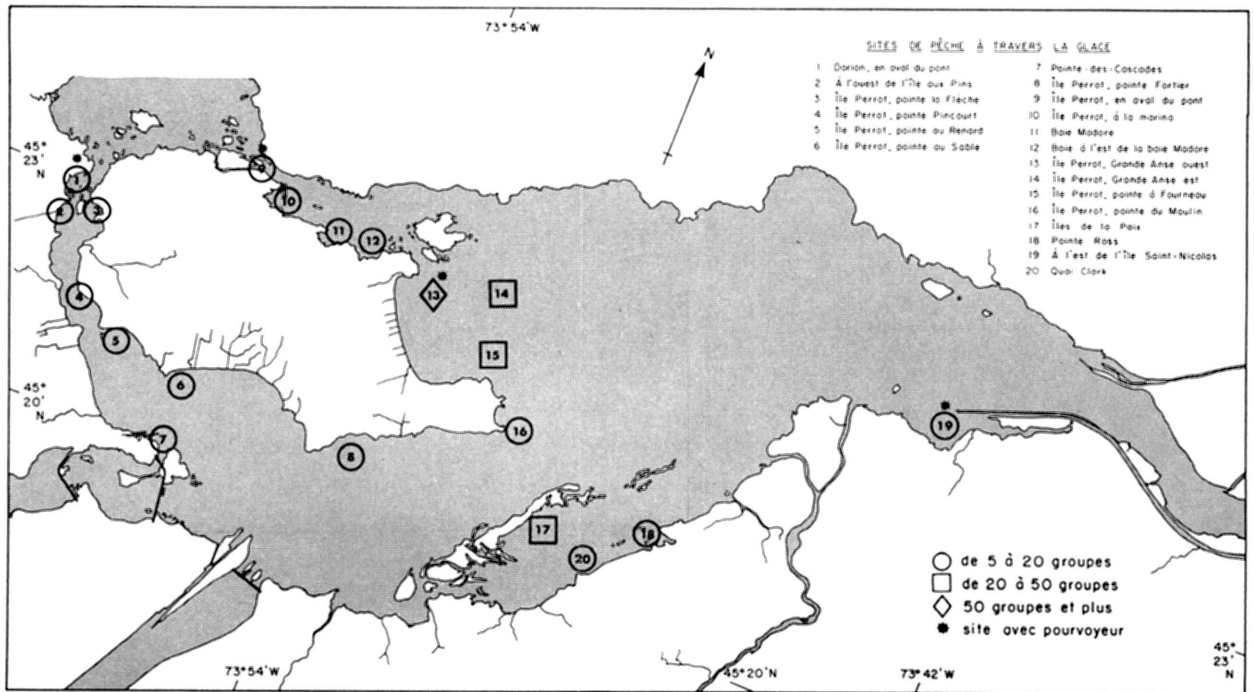 73°54'W
N
SITES DE PÊCHE À TRAVERS LA GLACE
1 Dorion, en aval du pont
2 À l'ouest de l'Île aux Pins
3 Île Perrot, pointe la Flèche
4 Île Perrot, pointe Pincourt
5 Île Perrot, pointe au Renard
6 Île Perrot, pointe au Sable
7 Pointe-des-Cascades
8 Île Perrot, pointe Fortier
9 Île Perrot, en aval du pont
10 Île Perrot, à la marina
11 Baie Madore
12 Baie à l'est de la baie Madore
13 Île Perrot, Grande Anse ouest
14 Île Perrot, Grande Anse est
15 Île Perrot, pointe à Fourneau
16 Île Perrot, pointe du Moulin
17 Îles de la Paix
18 Pointe Ross
19 À l'est de l'Île Saint-Nicolas
20 Quai Clark
45°
23'
N
1
2
3
9
10
11
12
4
13
14
5
15
6
45°
20'
N
7
8
16
19
17
18
20
de 5 à 20 groupes
de 20 à 50 groupes
50 groupes et plus
site avec pourvoyeur
73°54'W
45°20'N
73°42'W
45°
23'
N